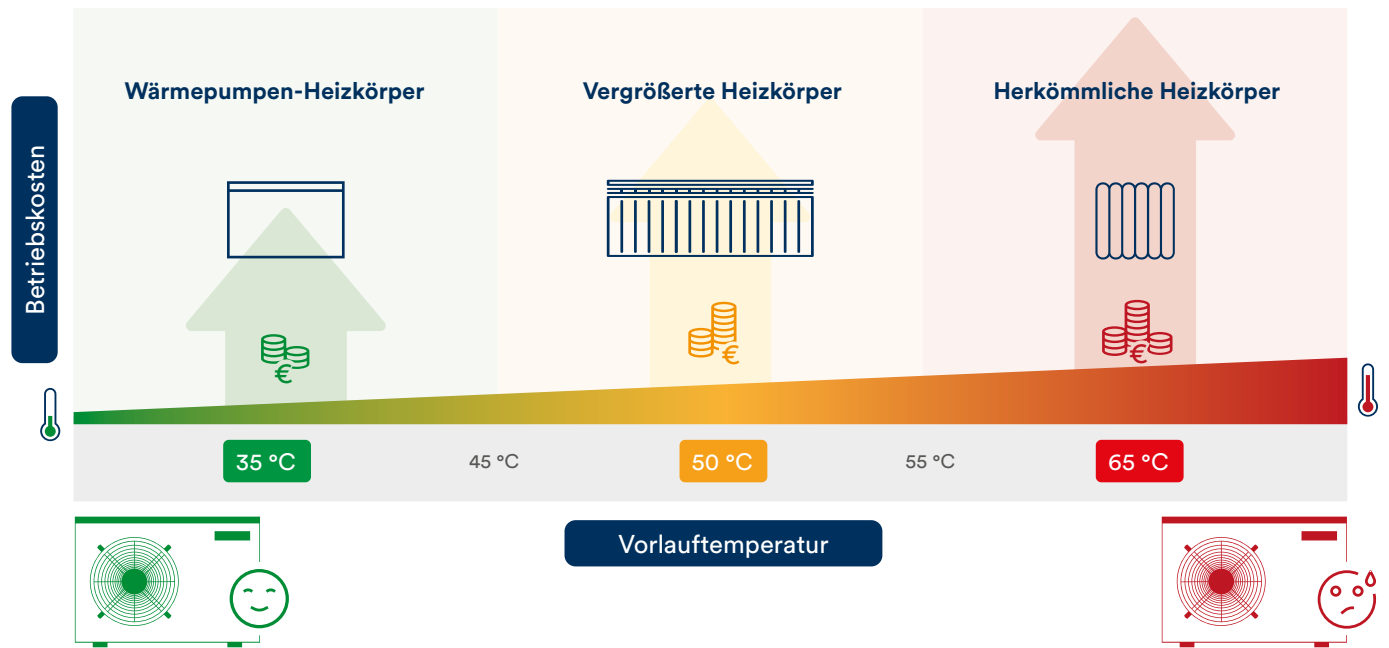 Wärmepumpen-Heizkörper
Vergrößerte Heizkörper
Herkömmliche Heizkörper
Betriebskosten
€
€
€
35 °C
45 °C
50 °C
55 °C
65 °C
Vorlauftemperatur